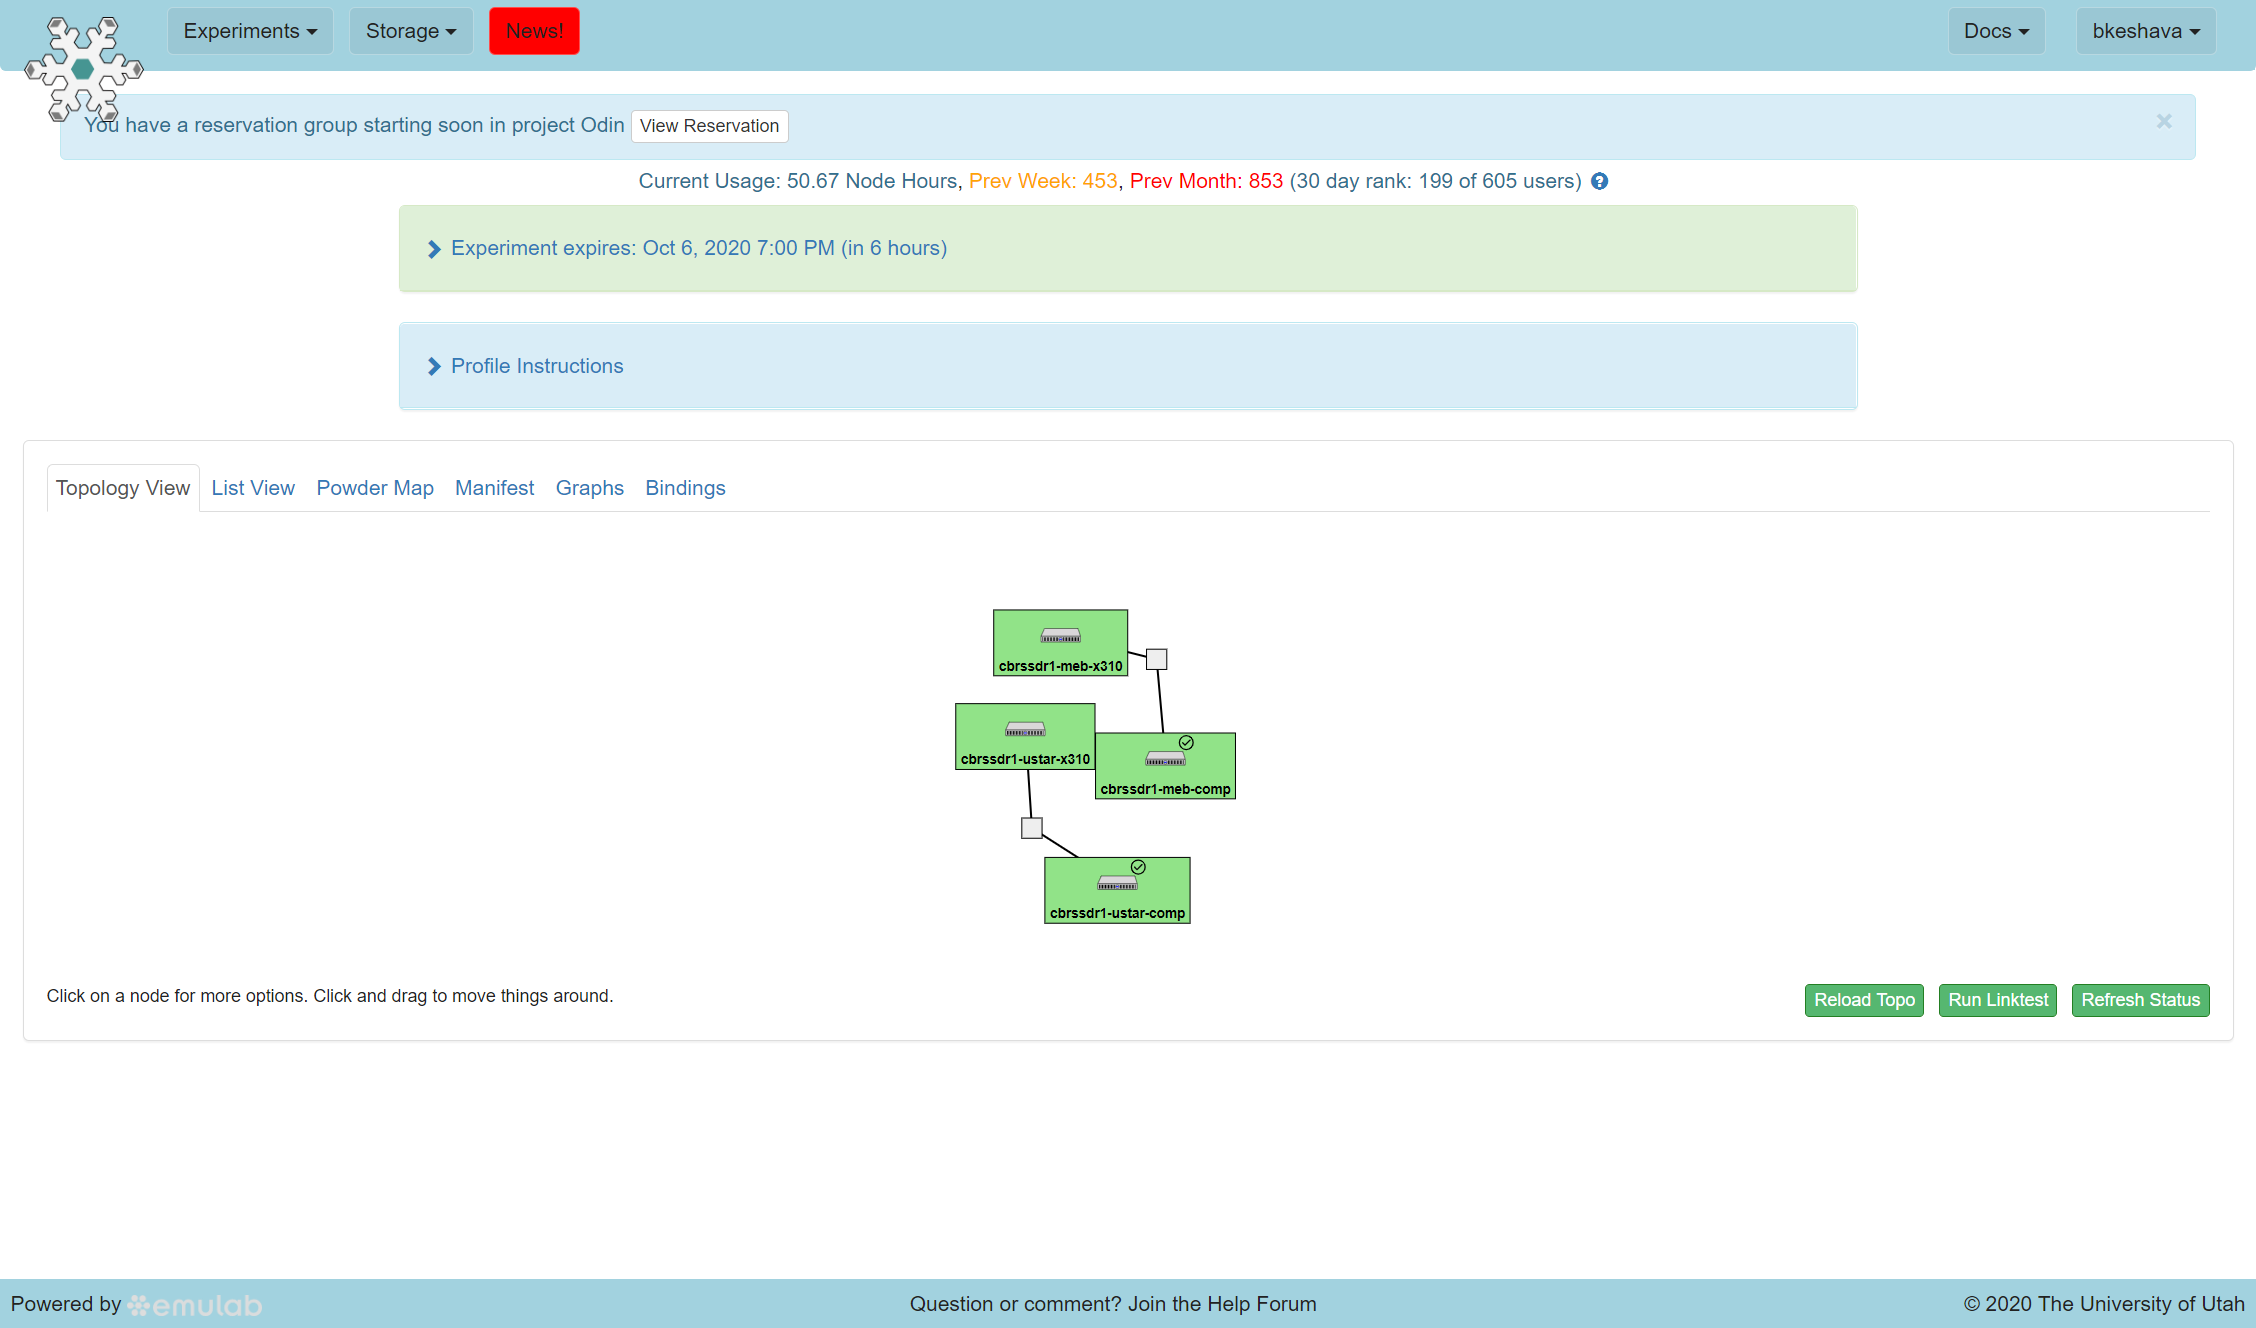 Experiments Storage News! Docs bkeshava
You have a reservation group starting soon in project Odin View Reservation ×
Current Usage: 50.67 Node Hours, Prev Week: 453, Prev Month: 853 (30 day rank: 199 of 605 users) ?
Experiment expires: Oct 6, 2020 7:00 PM (in 6 hours)
Profile Instructions
Topology View List View Powder Map Manifest Graphs Bindings
cbrssdr1-meb-x310
cbrssdr1-ustar-x310
cbrssdr1-meb-comp
cbrssdr1-ustar-comp
Click on a node for more options. Click and drag to move things around.
Reload Topo Run Linktest Refresh Status
Powered by emulab Question or comment? Join the Help Forum © 2020 The University of Utah